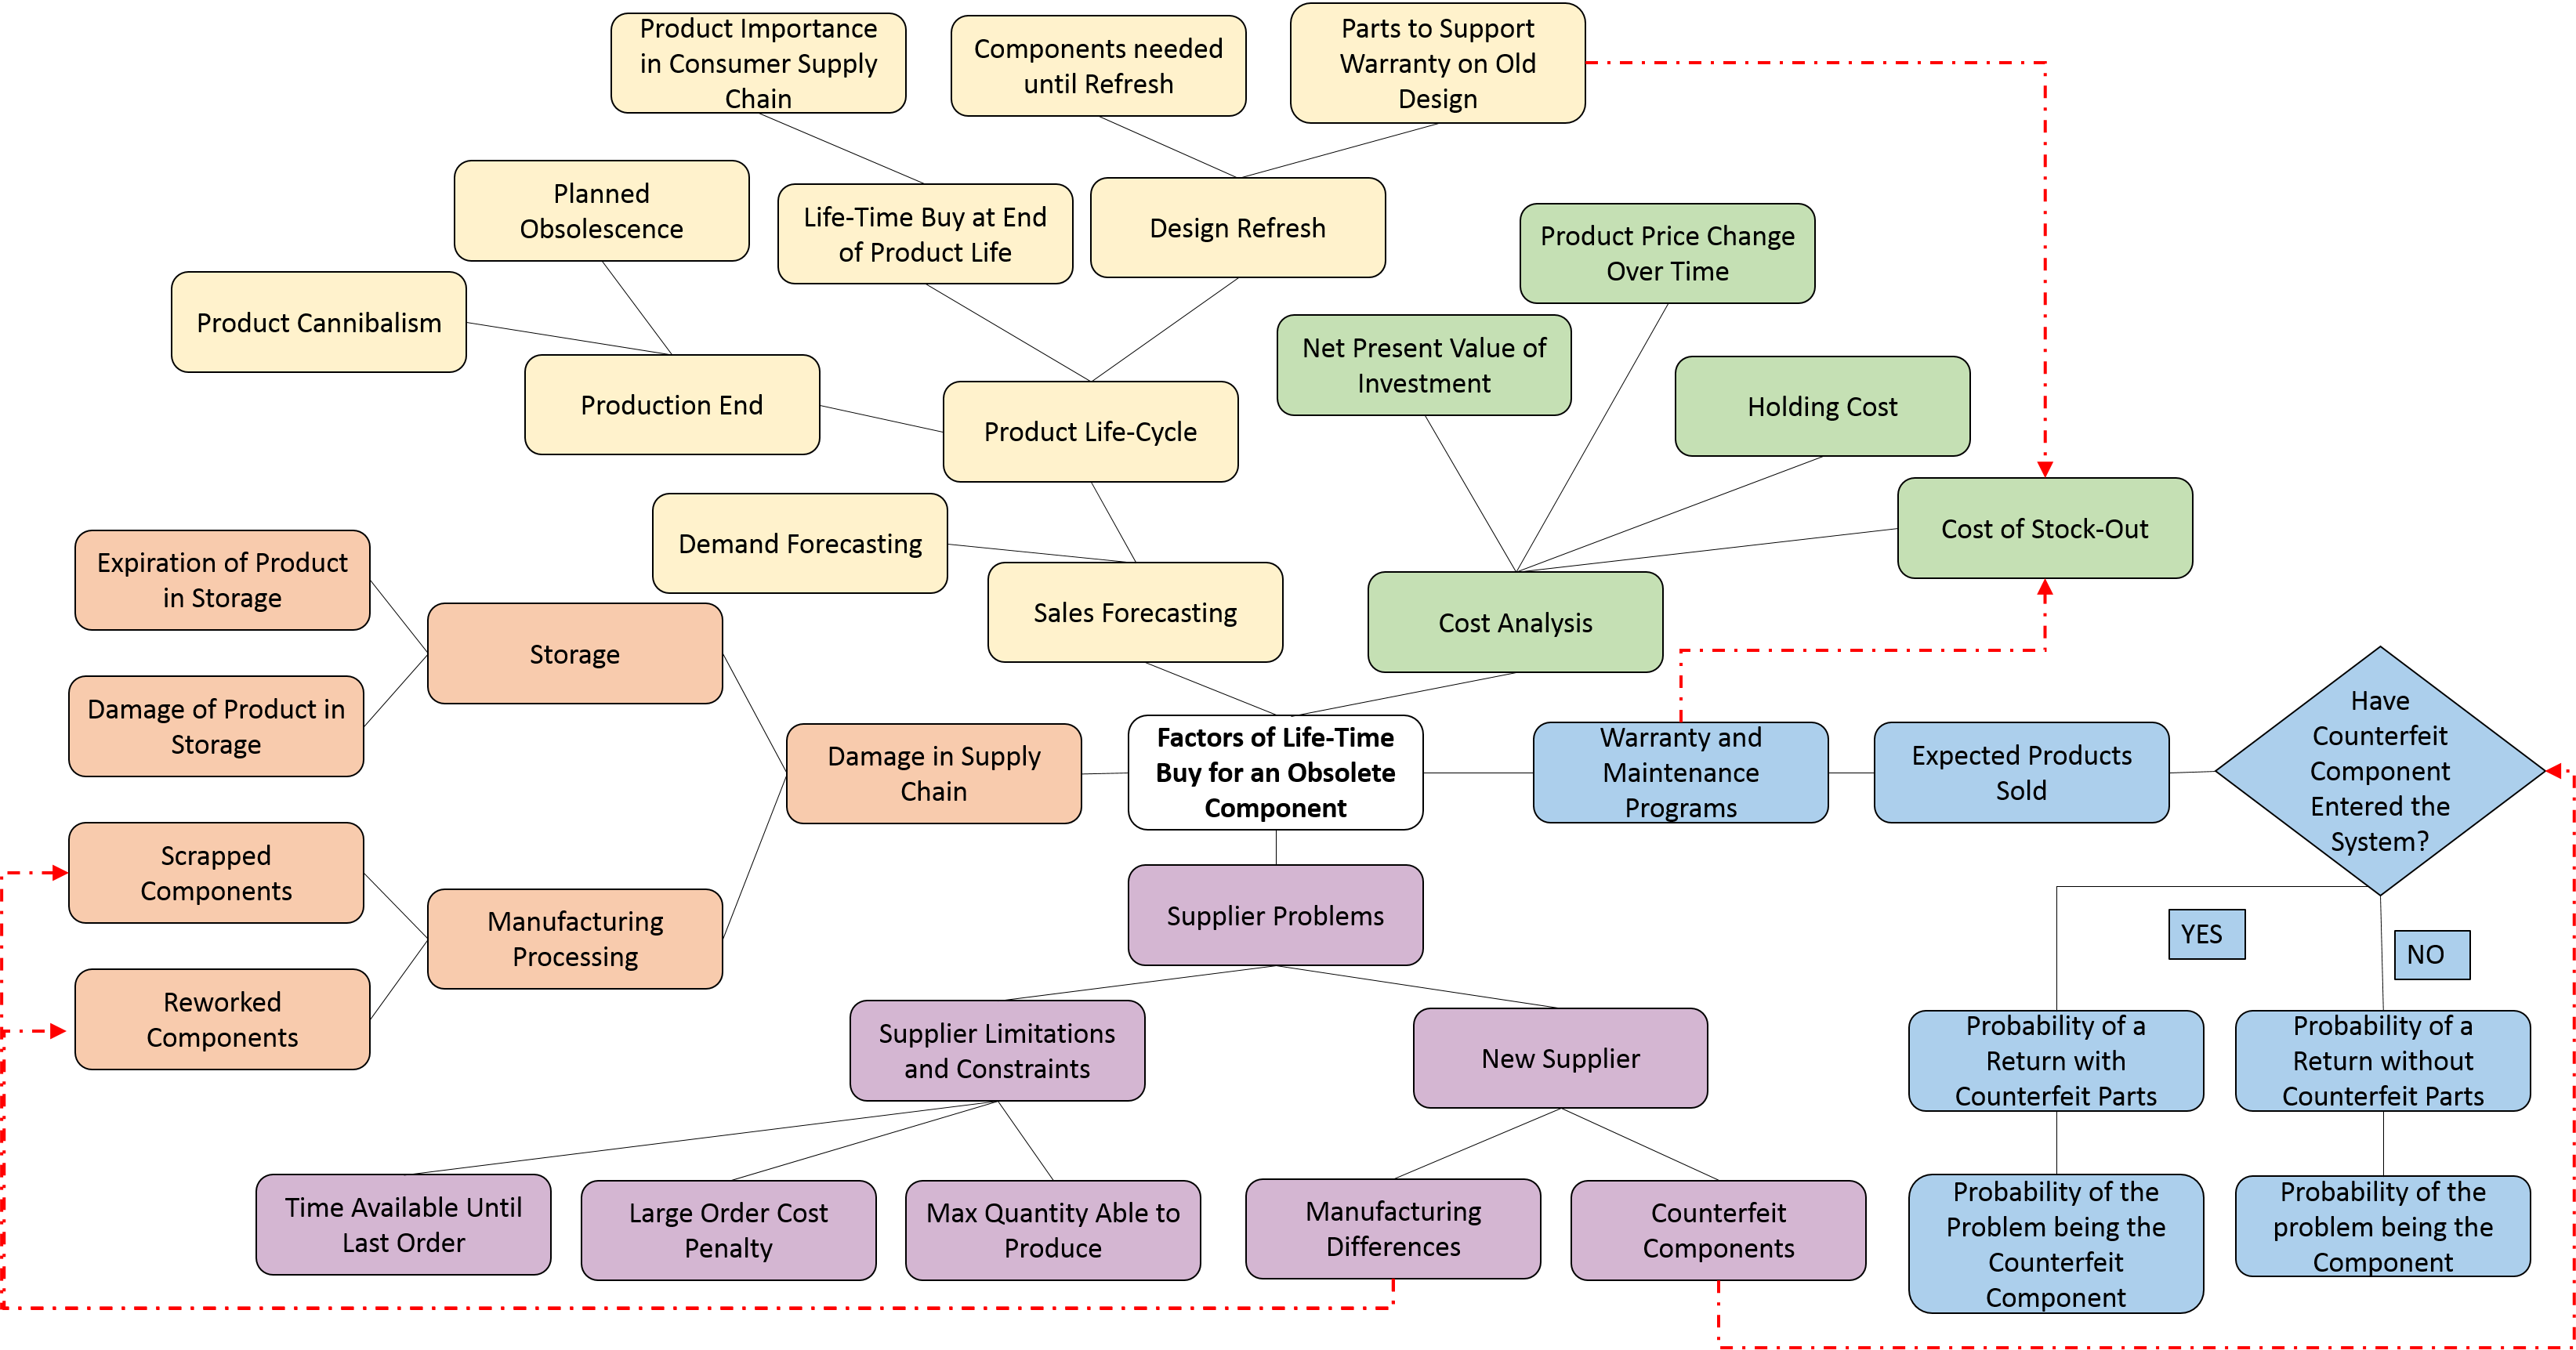 Product Importance
in Consumer Supply
Chain
Components needed
until Refresh
Parts to Support
Warranty on Old
Design
Planned
Obsolescence
Life-Time Buy at End
of Product Life
Design Refresh
Product Price Change
Over Time
Product Cannibalism
Net Present Value of
Investment
Production End
Product Life-Cycle
Holding Cost
Demand Forecasting
Cost of Stock-Out
Expiration of Product
in Storage
Sales Forecasting
Cost Analysis
Storage
Damage of Product in
Storage
Damage in Supply
Chain
Factors of Life-Time
Buy for an Obsolete
Component
Warranty and
Maintenance
Programs
Expected Products
Sold
Have
Counterfeit
Component
Entered the
System?
Scrapped
Components
Manufacturing
Processing
Supplier Problems
YES
NO
Reworked
Components
Supplier Limitations
and Constraints
New Supplier
Probability of a
Return with
Counterfeit Parts
Probability of a
Return without
Counterfeit Parts
Time Available Until
Last Order
Large Order Cost
Penalty
Max Quantity Able to
Produce
Manufacturing
Differences
Counterfeit
Components
Probability of the
Problem being the
Counterfeit
Component
Probability of the
problem being the
Component